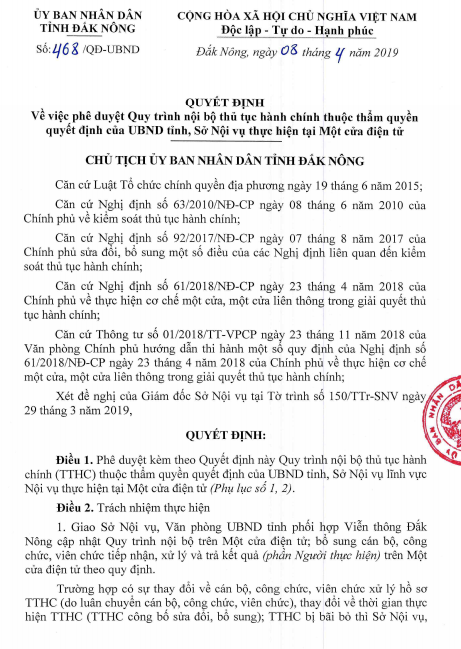 ỦY BAN NHÂN DÂN
TỈNH ĐẮK NÔNG
Số: 468 /QĐ-UBND
CỘNG HÒA XÃ HỘI CHỦ NGHĨA VIỆT NAM
Độc lập - Tự do - Hạnh phúc
Đắk Nông, ngày 08 tháng 4 năm 2019
QUYẾT ĐỊNH
Về việc phê duyệt Quy trình nội bộ thủ tục hành chính thuộc thẩm quyền
quyết định của UBND tỉnh, Sở Nội vụ thực hiện tại Một cửa điện tử
CHỦ TỊCH ỦY BAN NHÂN DÂN TỈNH ĐẮK NÔNG
Căn cứ Luật Tổ chức chính quyền địa phương ngày 19 tháng 6 năm 2015;
Căn cứ Nghị định số 63/2010/NĐ-CP ngày 08 tháng 6 năm 2010 của
Chính phủ về kiểm soát thủ tục hành chính;
Căn cứ Nghị định số 92/2017/NĐ-CP ngày 07 tháng 8 năm 2017 của
Chính phủ sửa đổi, bổ sung một số điều của các Nghị định liên quan đến kiểm
soát thủ tục hành chính;
Căn cứ Nghị định số 61/2018/NĐ-CP ngày 23 tháng 4 năm 2018 của
Chính phủ về thực hiện cơ chế một cửa, một cửa liên thông trong giải quyết thủ
tục hành chính;
Căn cứ Thông tư số 01/2018/TT-VPCP ngày 23 tháng 11 năm 2018 của
Văn phòng Chính phủ hướng dẫn thi hành một số quy định của Nghị định số
61/2018/NĐ-CP ngày 23 tháng 4 năm 2018 của Chính phủ về thực hiện cơ chế
một cửa, một cửa liên thông trong giải quyết thủ tục hành chính;
Xét đề nghị của Giám đốc Sở Nội vụ tại Tờ trình số 150/TTr-SNV ngày
29 tháng 3 năm 2019,
QUYẾT ĐỊNH:
Điều 1. Phê duyệt kèm theo Quyết định này Quy trình nội bộ thủ tục hành
chính (TTHC) thuộc thẩm quyền quyết định của UBND tỉnh, Sở Nội vụ lĩnh vực
Nội vụ thực hiện tại Một cửa điện tử (Phụ lục số 1, 2).
Điều 2. Trách nhiệm thực hiện
1. Giao Sở Nội vụ, Văn phòng UBND tỉnh phối hợp Viễn thông Đắk
Nông cập nhật Quy trình nội bộ trên Một cửa điện tử; bổ sung cán bộ, công
chức, viên chức tiếp nhận, xử lý và trả kết quả (phần Người thực hiện) trên Một
cửa điện tử theo quy định.
Trường hợp có sự thay đổi về cán bộ, công chức, viên chức xử lý hồ sơ
TTHC (do luân chuyển cán bộ, công chức, viên chức), thay đổi về thời gian thực
hiện TTHC (TTHC công bố sửa đổi, bổ sung); TTHC bị bãi bỏ thì Sở Nội vụ,